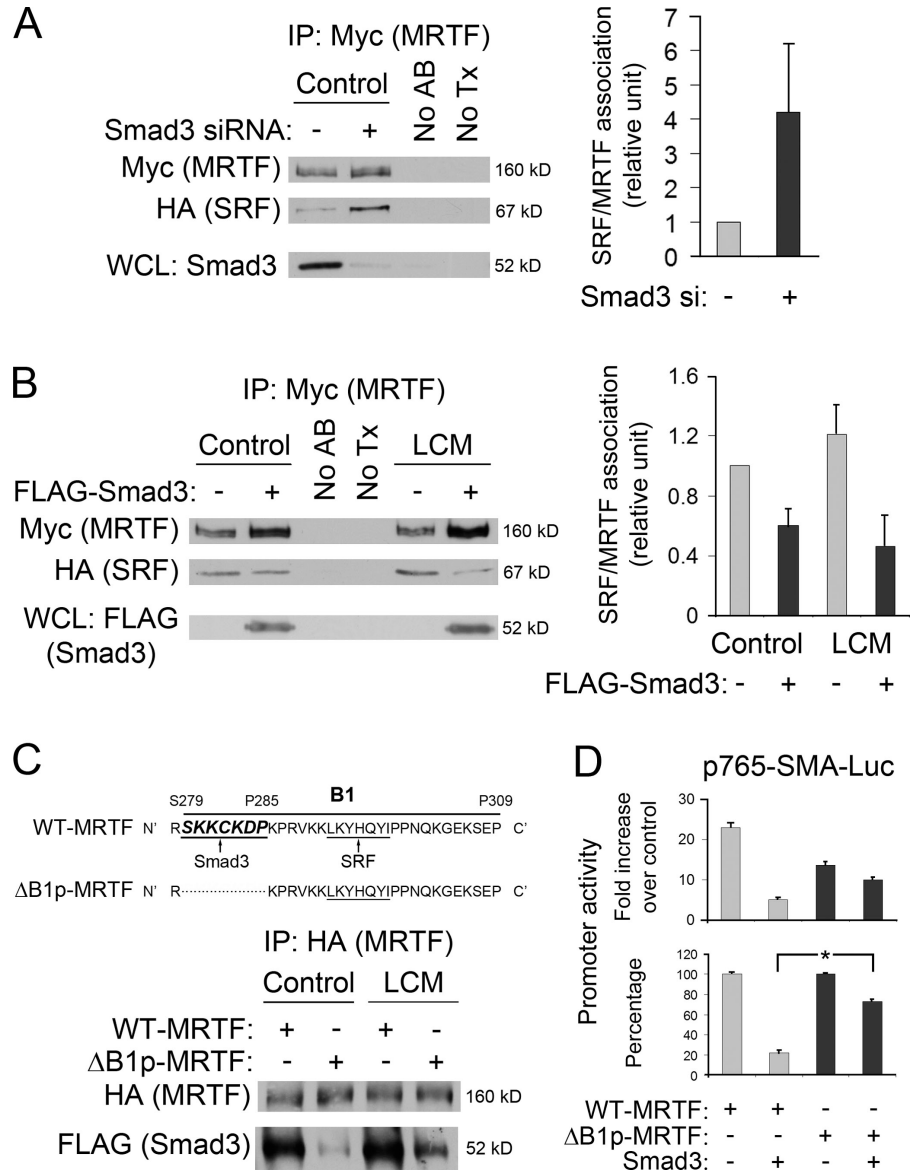 A
IP: Myc (MRTF)
Control
No AB
No Tx
Smad3 siRNA: - +
Myc (MRTF) 160 kD
HA (SRF) 67 kD
WCL: Smad3 52 kD
SRF/MRTF association
(relative unit)
7
6
5
4
3
2
1
0
Smad3 si: - +
B
IP: Myc (MRTF)
Control
No AB
No Tx
LCM
FLAG-Smad3: - + - +
Myc (MRTF) 160 kD
HA (SRF) 67 kD
WCL: FLAG 52 kD
(Smad3)
SRF/MRTF association
(relative unit)
1.6
1.2
0.8
0.4
0
Control LCM
FLAG-Smad3: - + - +
C
S279 P285 B1 P309
WT-MRTF N' RSKKCKDPKPRVKKLKYHQYIPPNQKGEKSEP C'
Smad3 SRF
ΔB1p-MRTF N' R················KPRVKKLKYHQYIPPNQKGEKSEP C'
IP: HA (MRTF)
Control LCM
WT-MRTF: + - + -
ΔB1p-MRTF: - + - +
HA (MRTF) 160 kD
FLAG (Smad3) 52 kD
D
p765-SMA-Luc
Promoter activity
Fold increase
over control
30
20
10
0
Percentage
120
100
80
60
40
20
0
*
WT-MRTF: + + - -
ΔB1p-MRTF: - - + +
Smad3: - + - +